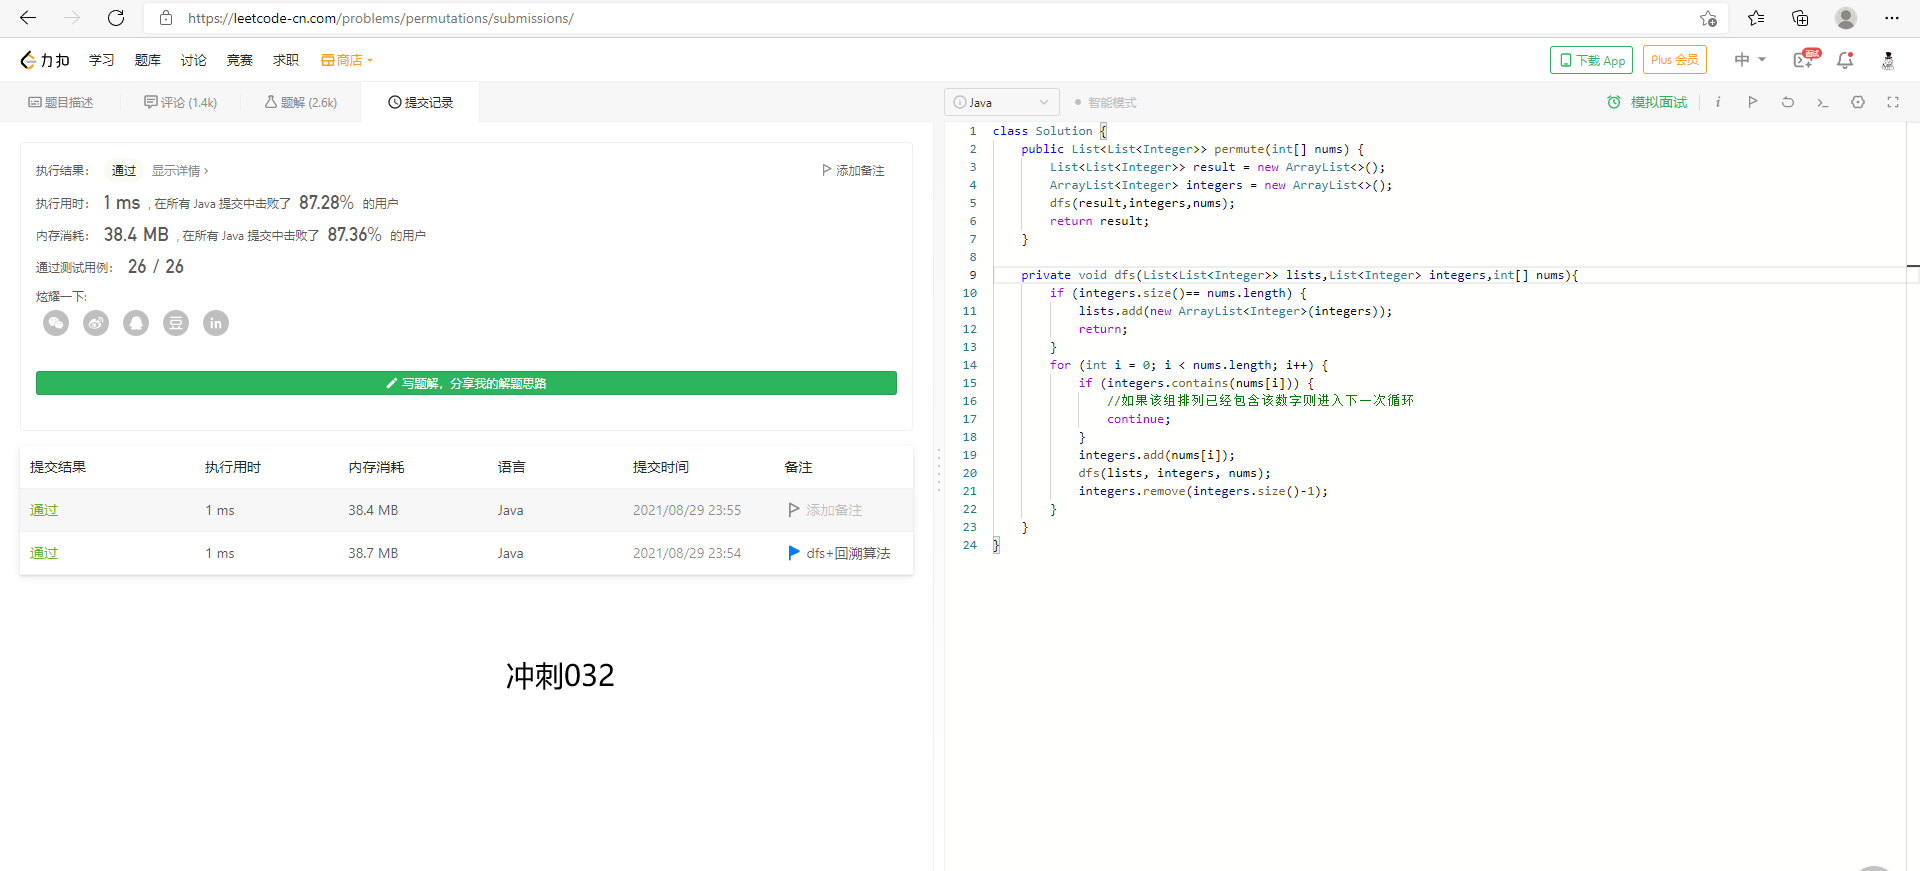 https://leetcode-cn.com/problems/permutations/submissions/
力扣 学习 题库 讨论 竞赛 求职 商店 下载 App Plus 会员 中 面试
题目描述 评论 (1.4k) 题解 (2.6k) 提交记录
执行结果： 通过 显示详情 › 添加备注
执行用时： 1 ms , 在所有 Java 提交中击败了 87.28% 的用户
内存消耗： 38.4 MB , 在所有 Java 提交中击败了 87.36% 的用户
通过测试用例： 26 / 26
炫耀一下:
豆 in
写题解，分享我的解题思路
提交结果 执行用时 内存消耗 语言 提交时间 备注
通过 1 ms 38.4 MB Java 2021/08/29 23:55 添加备注
通过 1 ms 38.7 MB Java 2021/08/29 23:54 dfs+回溯算法
冲刺032
Java 智能模式 模拟面试 i
1 class Solution {
2 public List<List<Integer>> permute(int[] nums) {
3 List<List<Integer>> result = new ArrayList<>();
4 ArrayList<Integer> integers = new ArrayList<>();
5 dfs(result,integers,nums);
6 return result;
7 }
8
9 private void dfs(List<List<Integer>> lists,List<Integer> integers,int[] nums){
10 if (integers.size()== nums.length) {
11 lists.add(new ArrayList<Integer>(integers));
12 return;
13 }
14 for (int i = 0; i < nums.length; i++) {
15 if (integers.contains(nums[i])) {
16 //如果该组排列已经包含该数字则进入下一次循环
17 continue;
18 }
19 integers.add(nums[i]);
20 dfs(lists, integers, nums);
21 integers.remove(integers.size()-1);
22 }
23 }
24 }